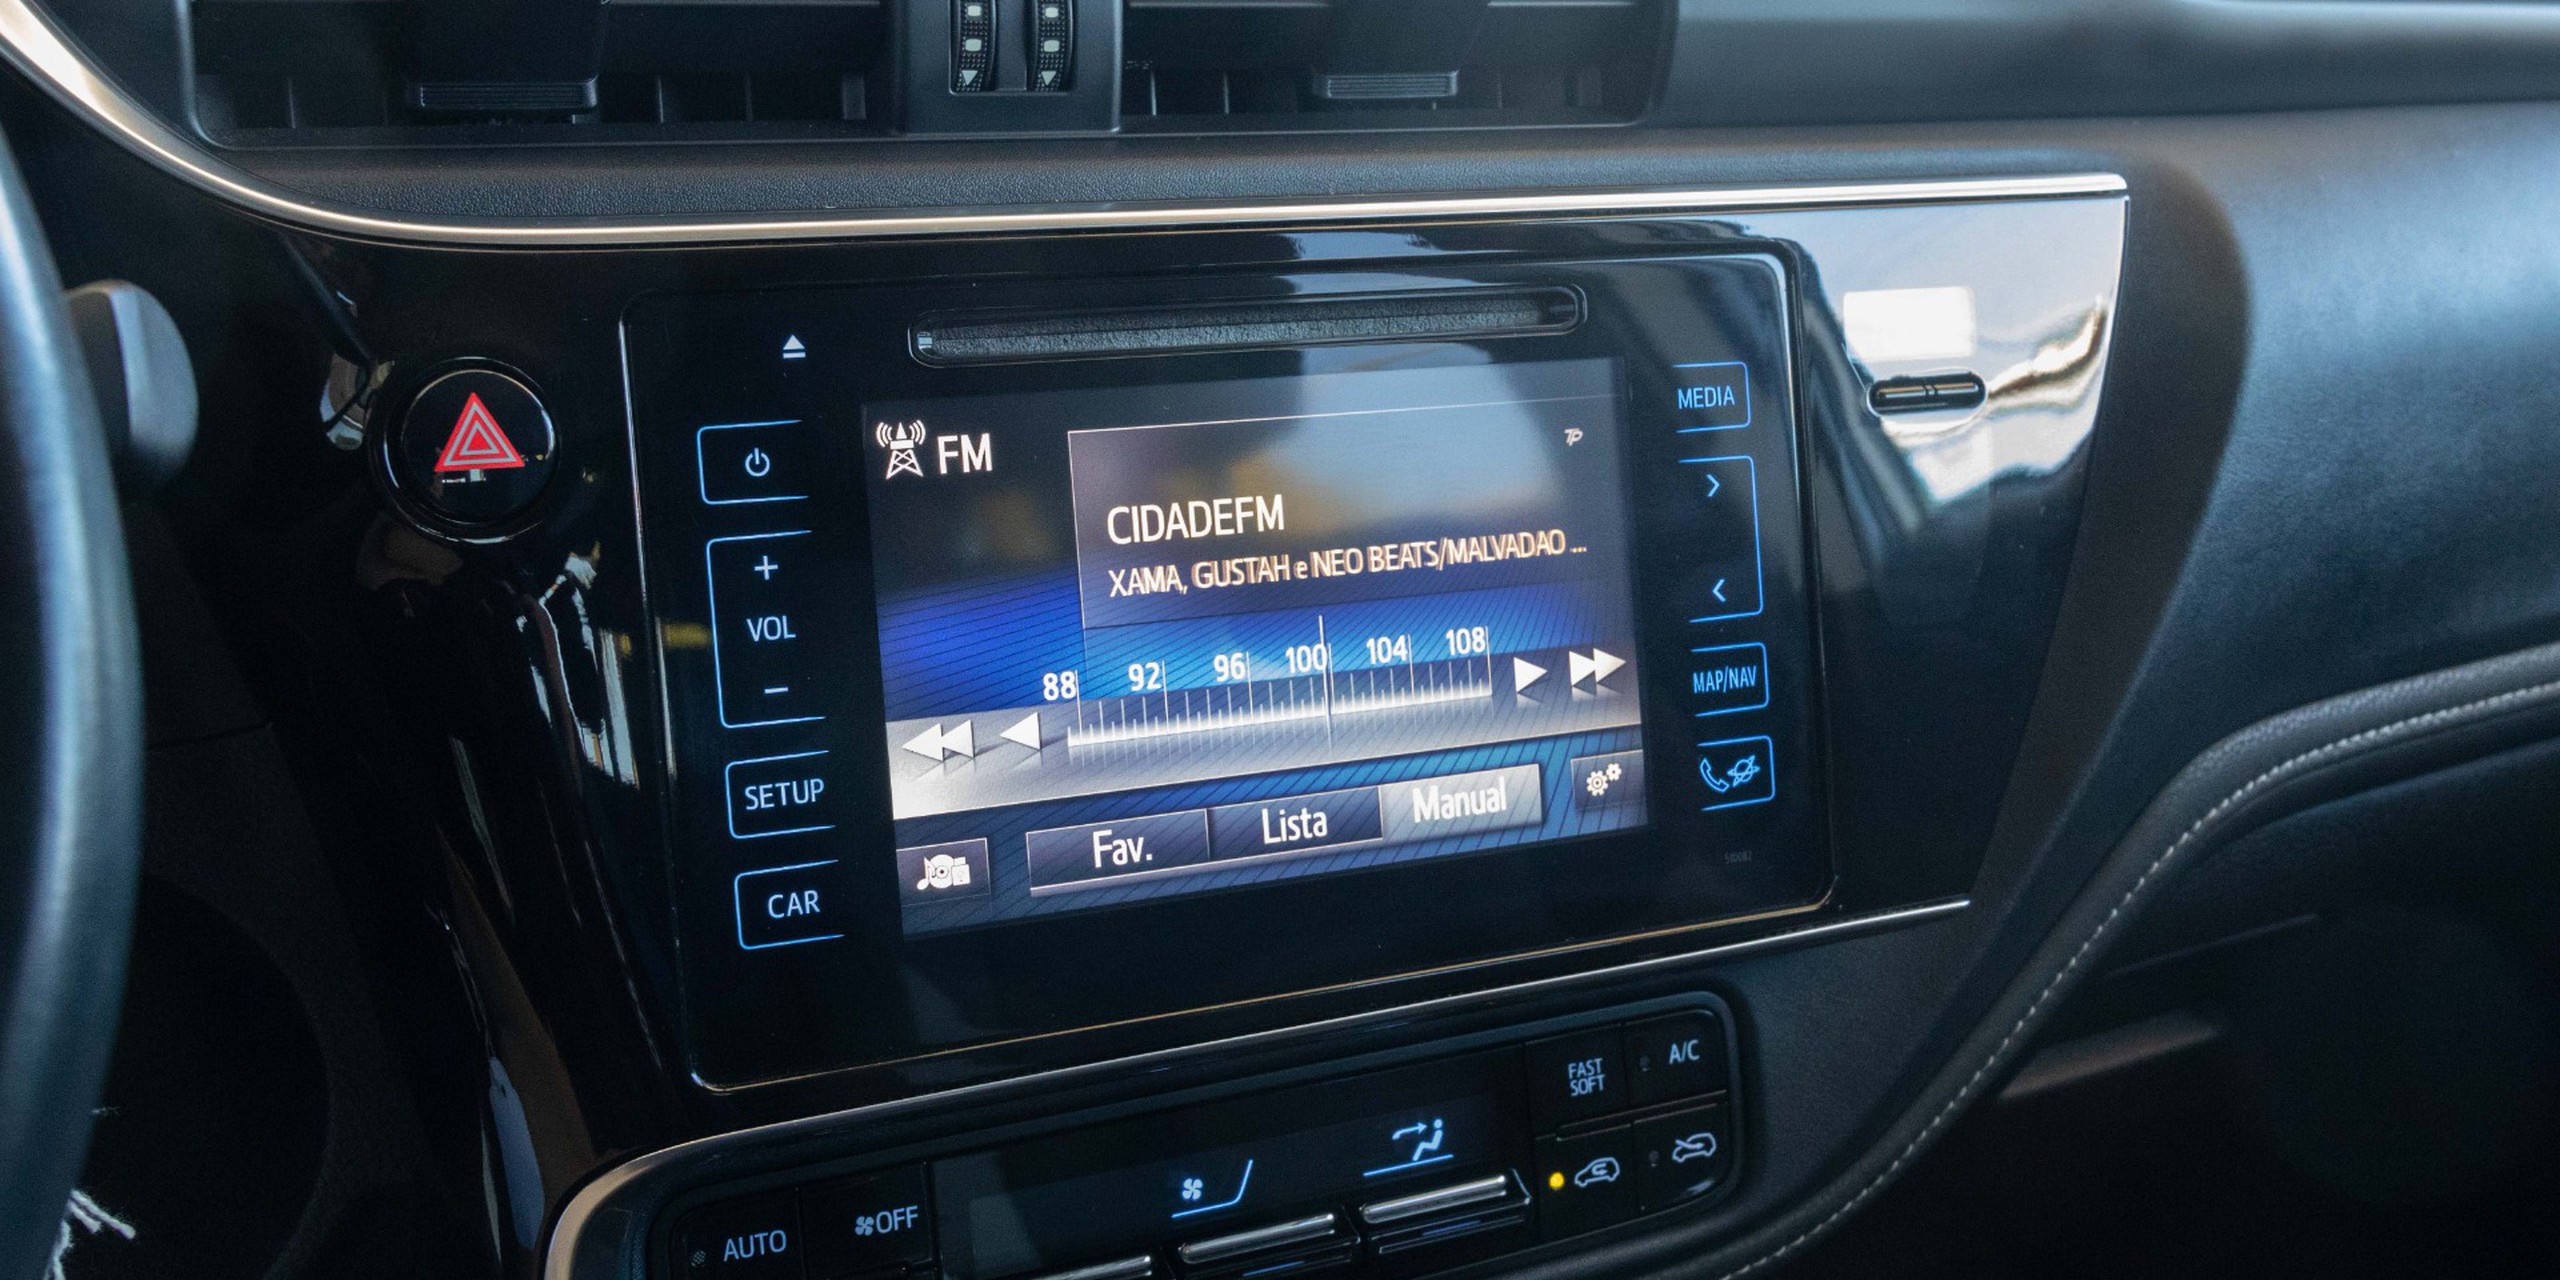 FM
TP
CIDADEFM
XAMA, GUSTAH e NEO BEATS/MALVADAO ...
88 92 96 100 104 108
Fav. Lista Manual
VOL
SETUP
CAR
MEDIA
MAP/NAV
FAST
SOFT
A/C
AUTO
OFF